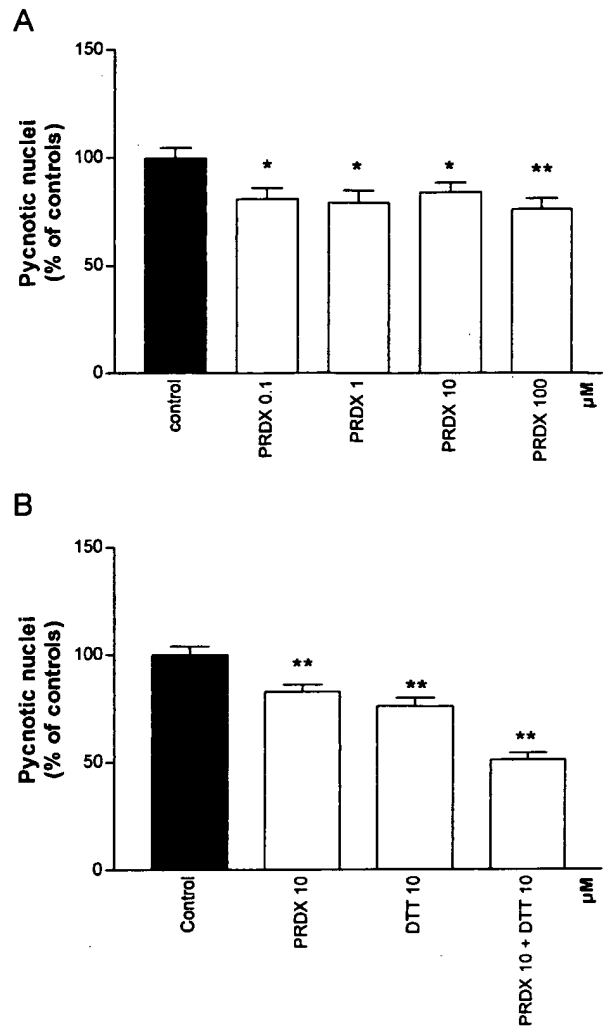 A
Pycnotic nuclei
(% of controls)
150
100
50
0
*
*
*
**
control
PRDX 0.1
PRDX 1
PRDX 10
PRDX 100
µM
B
Pycnotic nuclei
(% of controls)
150
100
50
0
**
**
**
Control
PRDX 10
DTT 10
PRDX 10 + DTT 10
µM